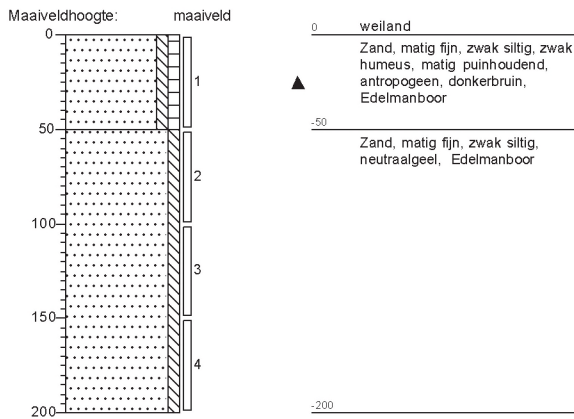 Maaiveldhoogte: maaiveld
0
50
100
150
200
1
2
3
4
0 weiland
Zand, matig fijn, zwak siltig, zwak
humeus, matig puinhoudend,
antropogeen, donkerbruin,
Edelmanboor
-50
Zand, matig fijn, zwak siltig,
neutraalgeel, Edelmanboor
-200